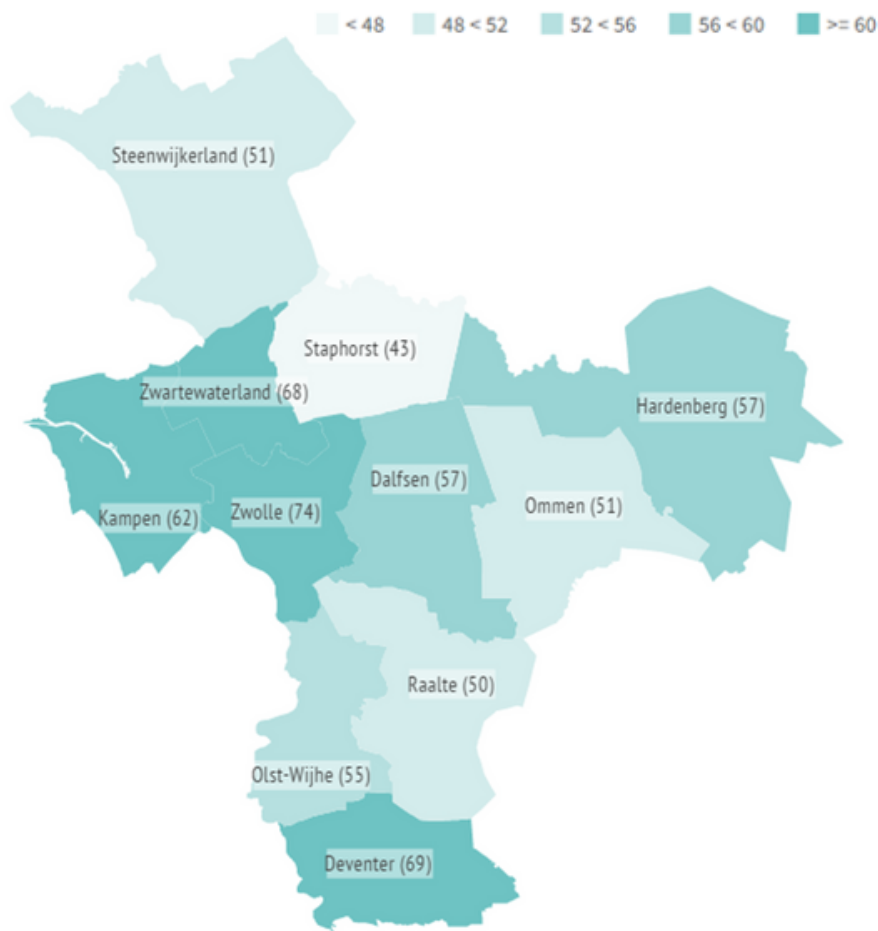 < 48 48 < 52 52 < 56 56 < 60 >= 60
Steenwijkerland (51)
Staphorst (43)
Zwartewaterland (68)
Hardenberg (57)
Dalfsen (57)
Ommen (51)
Zwolle (74)
Kampen (62)
Raalte (50)
Olst-Wijhe (55)
Deventer (69)